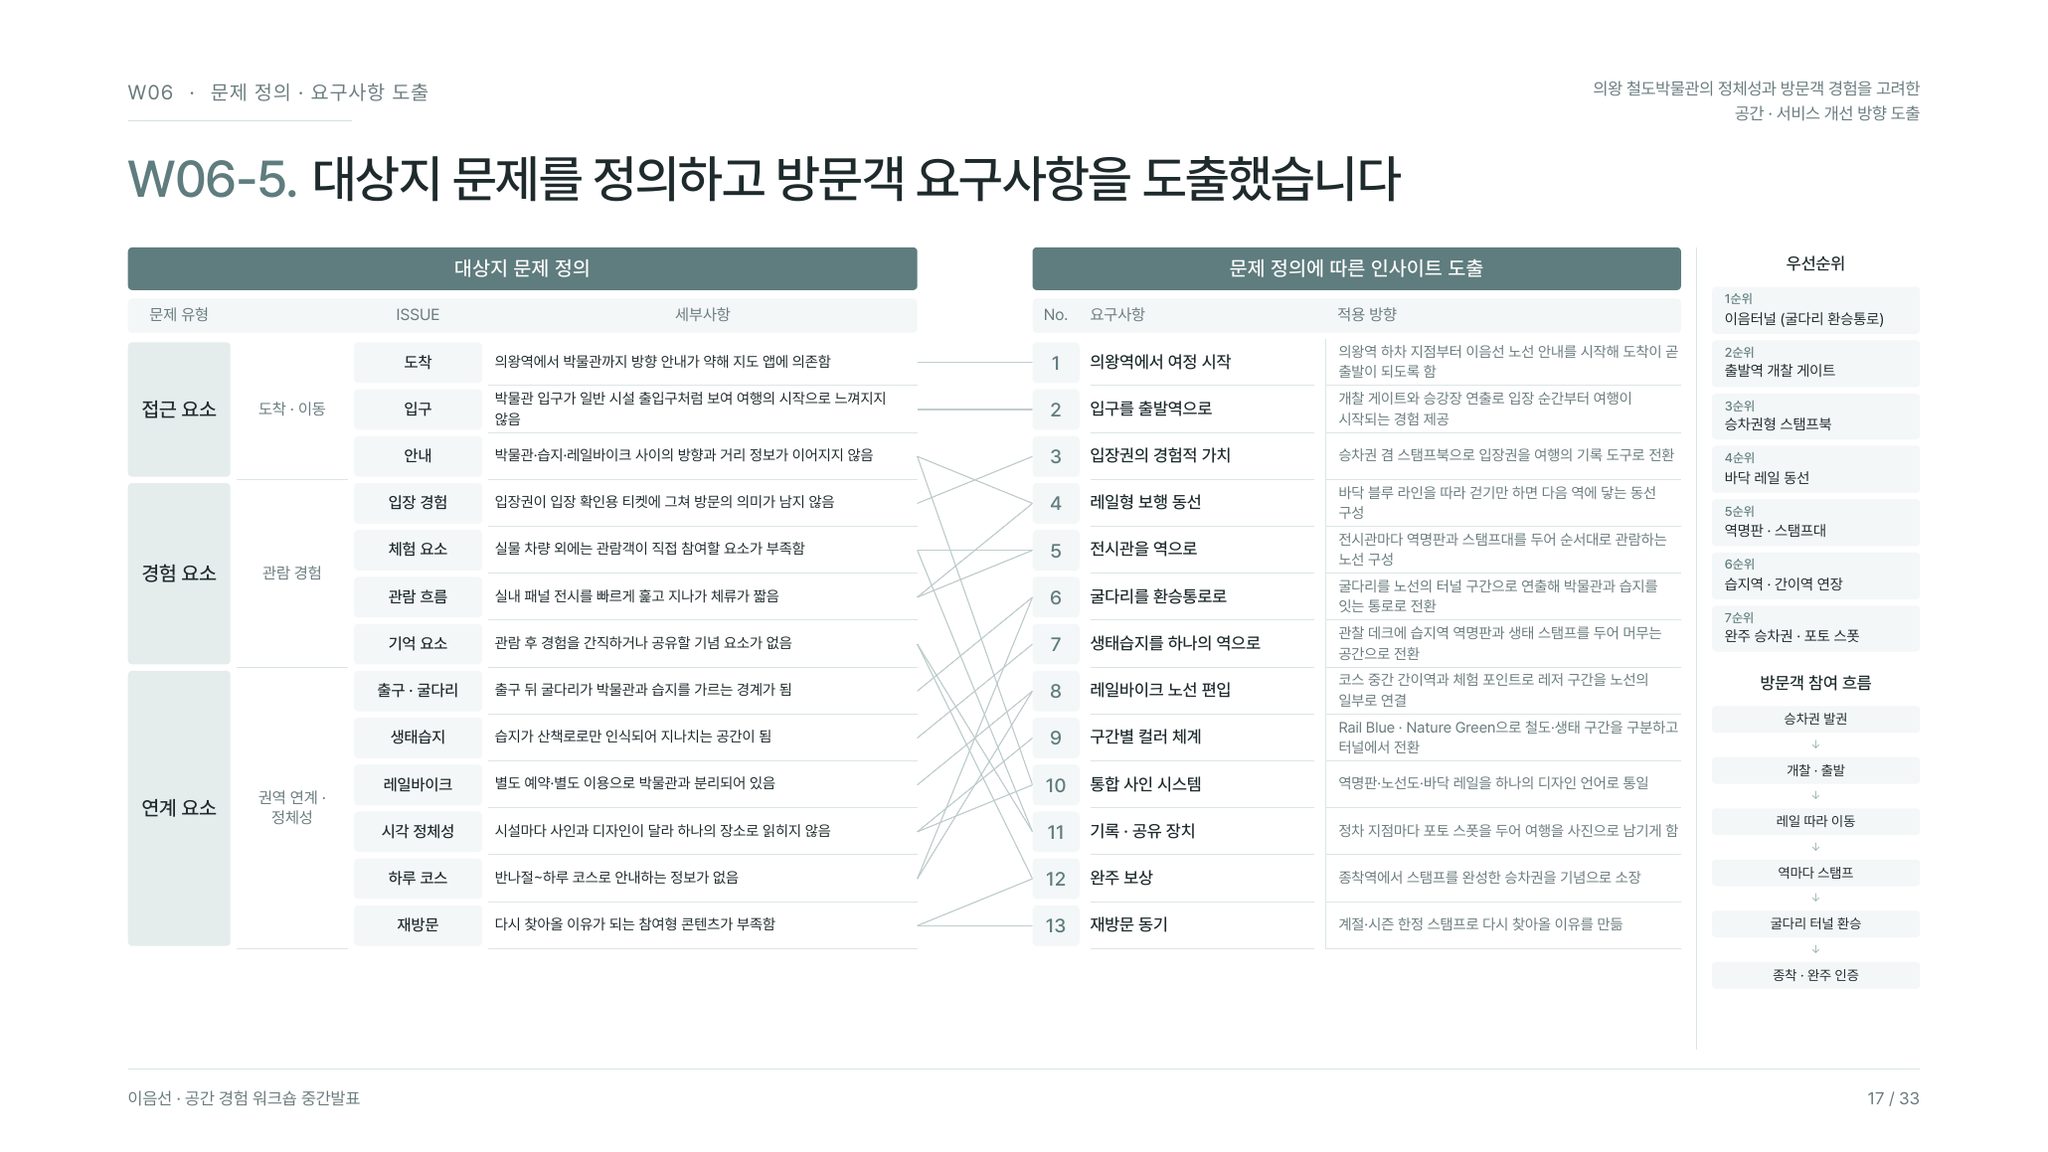 W06 · 문제 정의 · 요구사항 도출
의왕 철도박물관의 정체성과 방문객 경험을 고려한
공간 · 서비스 개선 방향 도출
W06-5. 대상지 문제를 정의하고 방문객 요구사항을 도출했습니다
대상지 문제 정의
문제 유형 ISSUE 세부사항
접근 요소
도착 · 이동
도착 의왕역에서 박물관까지 방향 안내가 약해 지도 앱에 의존함
입구 박물관 입구가 일반 시설 출입구처럼 보여 여행의 시작으로 느껴지지
않음
안내 박물관·습지·레일바이크 사이의 방향과 거리 정보가 이어지지 않음
경험 요소
관람 경험
입장 경험 입장권이 입장 확인용 티켓에 그쳐 방문의 의미가 남지 않음
체험 요소 실물 차량 외에는 관람객이 직접 참여할 요소가 부족함
관람 흐름 실내 패널 전시를 빠르게 훑고 지나가 체류가 짧음
기억 요소 관람 후 경험을 간직하거나 공유할 기념 요소가 없음
연계 요소
권역 연계 ·
정체성
출구 · 굴다리 출구 뒤 굴다리가 박물관과 습지를 가르는 경계가 됨
생태습지 습지가 산책로로만 인식되어 지나치는 공간이 됨
레일바이크 별도 예약·별도 이용으로 박물관과 분리되어 있음
시각 정체성 시설마다 사인과 디자인이 달라 하나의 장소로 읽히지 않음
하루 코스 반나절~하루 코스로 안내하는 정보가 없음
재방문 다시 찾아올 이유가 되는 참여형 콘텐츠가 부족함
문제 정의에 따른 인사이트 도출
No. 요구사항 적용 방향
1 의왕역에서 여정 시작 의왕역 하차 지점부터 이음선 노선 안내를 시작해 도착이 곧
출발이 되도록 함
2 입구를 출발역으로 개찰 게이트와 승강장 연출로 입장 순간부터 여행이
시작되는 경험 제공
3 입장권의 경험적 가치 승차권 겸 스탬프북으로 입장권을 여행의 기록 도구로 전환
4 레일형 보행 동선 바닥 블루 라인을 따라 걷기만 하면 다음 역에 닿는 동선
구성
5 전시관을 역으로 전시관마다 역명판과 스탬프대를 두어 순서대로 관람하는
노선 구성
6 굴다리를 환승통로로 굴다리를 노선의 터널 구간으로 연출해 박물관과 습지를
잇는 통로로 전환
7 생태습지를 하나의 역으로 관찰 데크에 습지역 역명판과 생태 스탬프를 두어 머무는
공간으로 전환
8 레일바이크 노선 편입 코스 중간 간이역과 체험 포인트로 레저 구간을 노선의
일부로 연결
9 구간별 컬러 체계 Rail Blue · Nature Green으로 철도·생태 구간을 구분하고
터널에서 전환
10 통합 사인 시스템 역명판·노선도·바닥 레일을 하나의 디자인 언어로 통일
11 기록 · 공유 장치 정차 지점마다 포토 스폿을 두어 여행을 사진으로 남기게 함
12 완주 보상 종착역에서 스탬프를 완성한 승차권을 기념으로 소장
13 재방문 동기 계절·시즌 한정 스탬프로 다시 찾아올 이유를 만듦
우선순위
1순위
이음터널 (굴다리 환승통로)
2순위
출발역 개찰 게이트
3순위
승차권형 스탬프북
4순위
바닥 레일 동선
5순위
역명판 · 스탬프대
6순위
습지역 · 간이역 연장
7순위
완주 승차권 · 포토 스폿
방문객 참여 흐름
승차권 발권
↓
개찰 · 출발
↓
레일 따라 이동
↓
역마다 스탬프
↓
굴다리 터널 환승
↓
종착 · 완주 인증
이음선 · 공간 경험 워크숍 중간발표
17 / 33